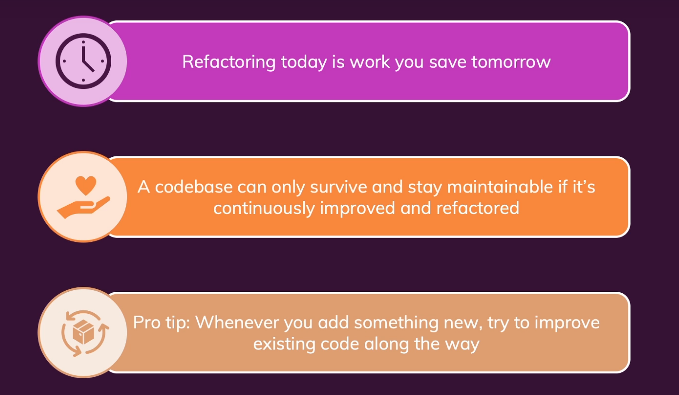 Refactoring today is work you save tomorrow
A codebase can only survive and stay maintainable if it's
continuously improved and refactored
Pro tip: Whenever you add something new, try to improve
existing code along the way